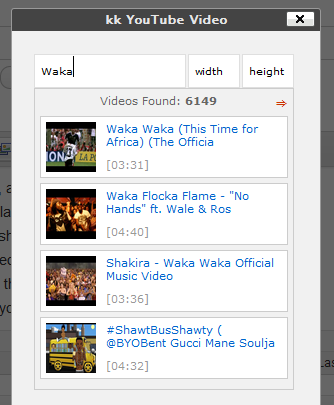 kk YouTube Video
Waka width height
Videos Found: 6149
Waka Waka (This Time for
Africa) (The Officia
[03:31]
Waka Flocka Flame - "No
Hands" ft. Wale & Ros
[04:40]
Shakira - Waka Waka Official
Music Video
[03:36]
#ShawtBusShawty (
@BYOBent Gucci Mane Soulja
[04:32]